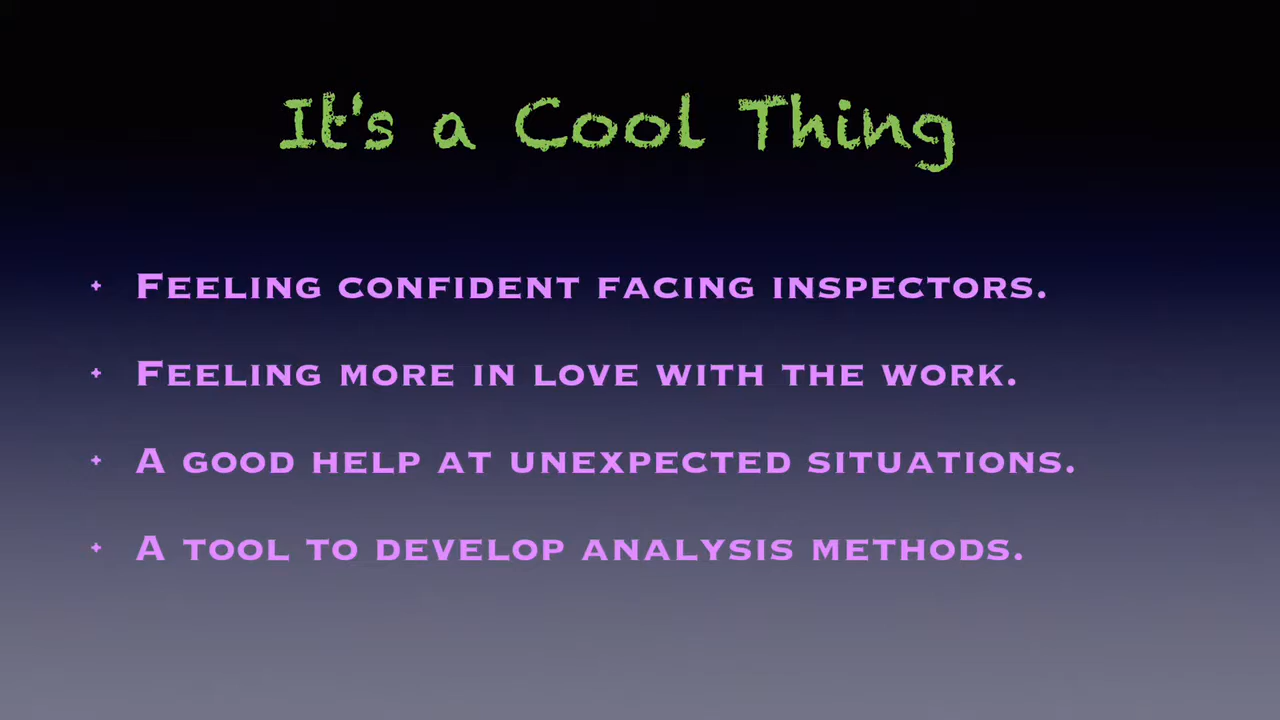 It's a Cool Thing
Feeling confident facing inspectors.
Feeling more in love with the work.
A good help at unexpected situations.
A tool to develop analysis methods.